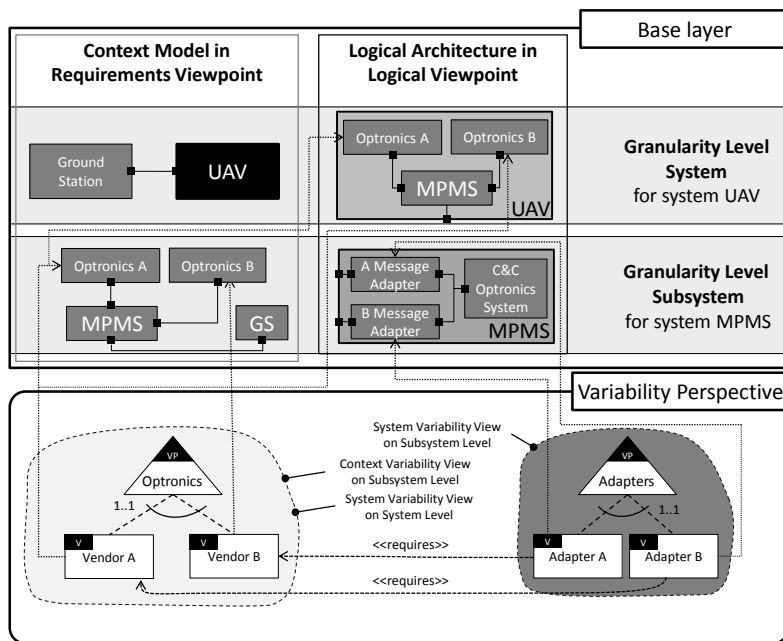 Base layer
Context Model in
Requirements Viewpoint
Logical Architecture in
Logical Viewpoint
Ground
Station
UAV
Optronics A
Optronics B
MPMS
UAV
Granularity Level
System
for system UAV
Optronics A
Optronics B
MPMS
GS
A Message
Adapter
B Message
Adapter
C&C
Optronics
System
MPMS
Granularity Level
Subsystem
for system MPMS
Variability Perspective
System Variability View
on Subsystem Level
Context Variability View
on Subsystem Level
System Variability View
on System Level
VP
Optronics
1..1
V
Vendor A
V
Vendor B
VP
Adapters
1..1
V
Adapter A
V
Adapter B
<<requires>>
<<requires>>